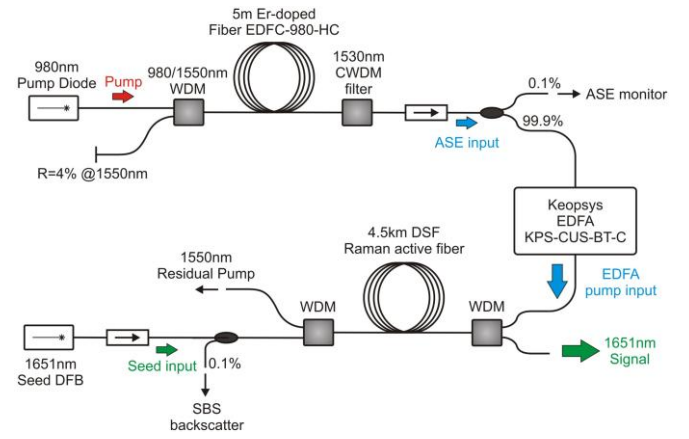 5m Er-doped
Fiber EDFC-980-HC
980nm
Pump Diode
Pump
980/1550nm
WDM
1530nm
CWDM
filter
0.1%
ASE monitor
99.9%
ASE input
R=4% @1550nm
Keopsys
EDFA
KPS-CUS-BT-C
4.5km DSF
Raman active fiber
1550nm
Residual Pump
EDFA
pump input
WDM
WDM
1651nm
Seed DFB
Seed input
0.1%
1651nm
Signal
SBS
backscatter